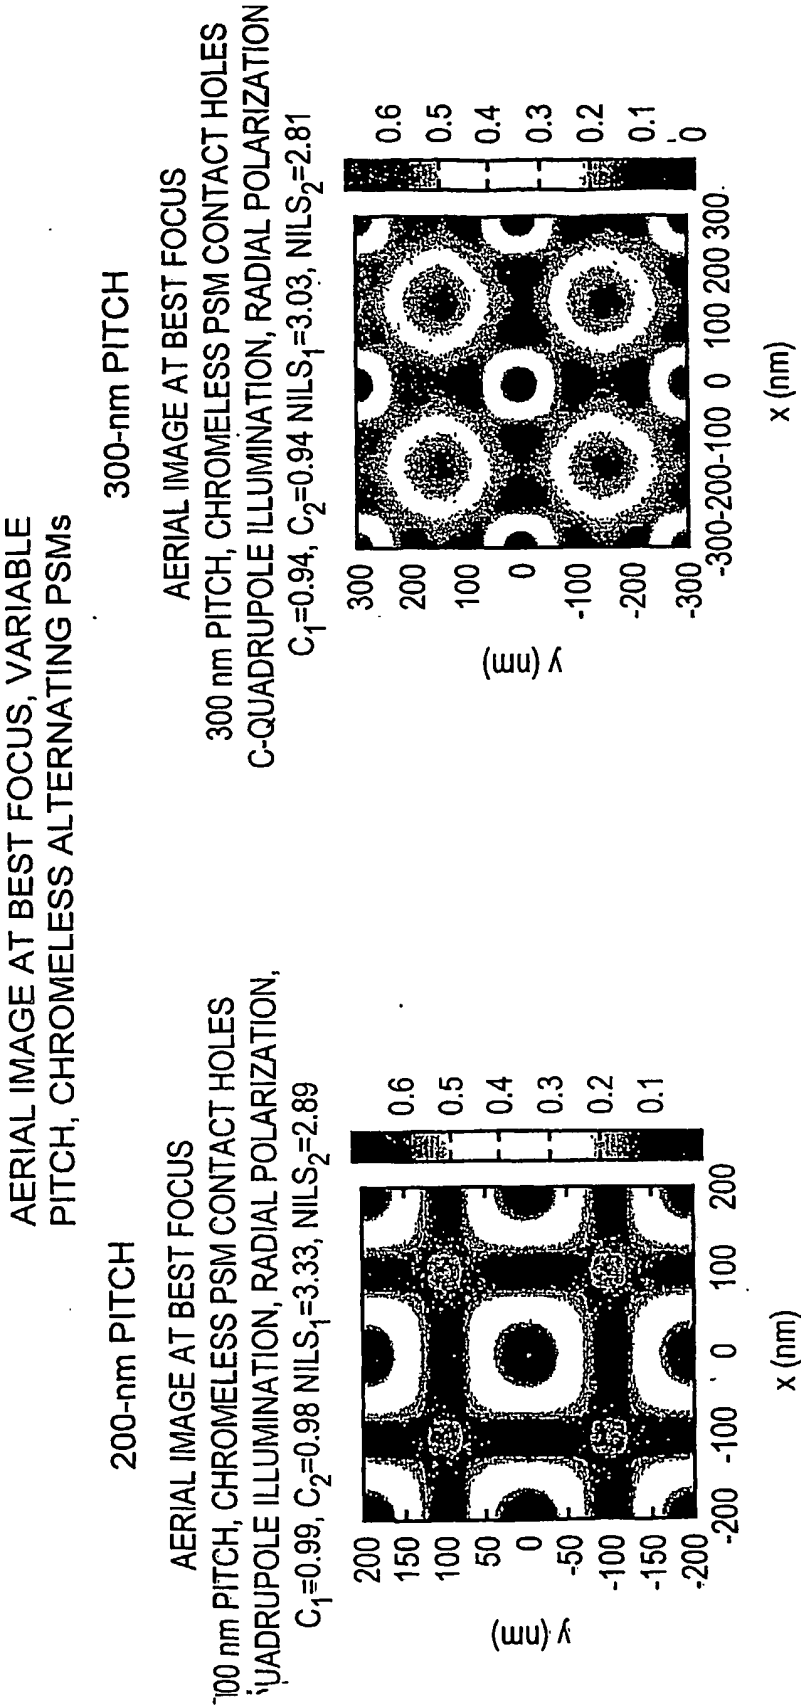 AERIAL IMAGE AT BEST FOCUS, VARIABLE
PITCH, CHROMELESS ALTERNATING PSMs
200-nm PITCH
AERIAL IMAGE AT BEST FOCUS
00 nm PITCH, CHROMELESS PSM CONTACT HOLES
UADRUPOLE ILLUMINATION, RADIAL POLARIZATION,
C₁=0.99, C₂=0.98 NILS₁=3.33, NILS₂=2.89
200
150
100
50
0
-50
-100
-150
-200
y (nm)
-200
-100
0
100
200
x (nm)
0.6
0.5
0.4
0.3
0.2
0.1
300-nm PITCH
AERIAL IMAGE AT BEST FOCUS
300 nm PITCH, CHROMELESS PSM CONTACT HOLES
C-QUADRUPOLE ILLUMINATION, RADIAL POLARIZATION
C₁=0.94, C₂=0.94 NILS₁=3.03, NILS₂=2.81
300
200
100
0
-100
-200
-300
y (nm)
-300
-200
-100
0
100
200
300
x (nm)
0.6
0.5
0.4
0.3
0.2
0.1
0